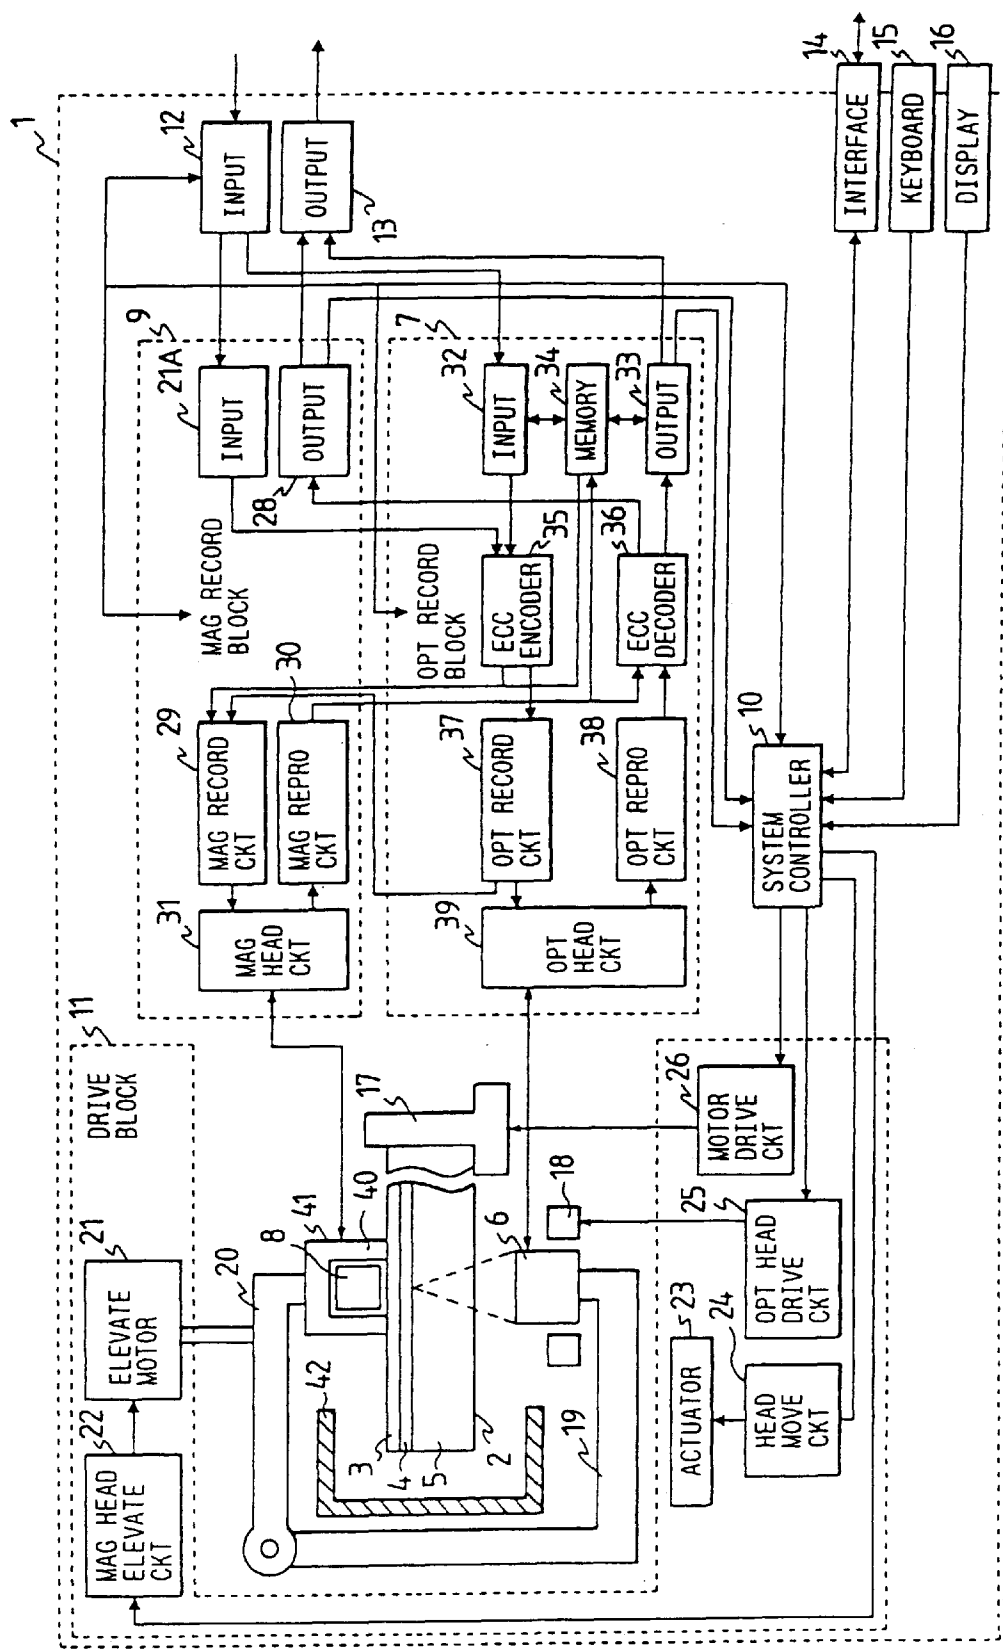 1
DRIVE
BLOCK
11
MAG HEAD
ELEVATE
CKT
22
ELEVATE
MOTOR
21
20
MAG RECORD
BLOCK
9
31
MAG
HEAD
CKT
29
MAG RECORD
CKT
30
MAG REPRO
CKT
21A
INPUT
28
OUTPUT
12
INPUT
13
OUTPUT
41
8
40
17
42
3
4
5
2
6
18
19
OPT RECORD
BLOCK
7
39
OPT
HEAD
CKT
37
OPT RECORD
CKT
38
OPT REPRO
CKT
35
ECC
ENCODER
36
ECC
DECODER
32
INPUT
34
MEMORY
33
OUTPUT
23
ACTUATOR
24
HEAD
MOVE
CKT
25
OPT HEAD
DRIVE
CKT
26
MOTOR
DRIVE
CKT
10
SYSTEM
CONTROLLER
14
INTERFACE
15
KEYBOARD
16
DISPLAY